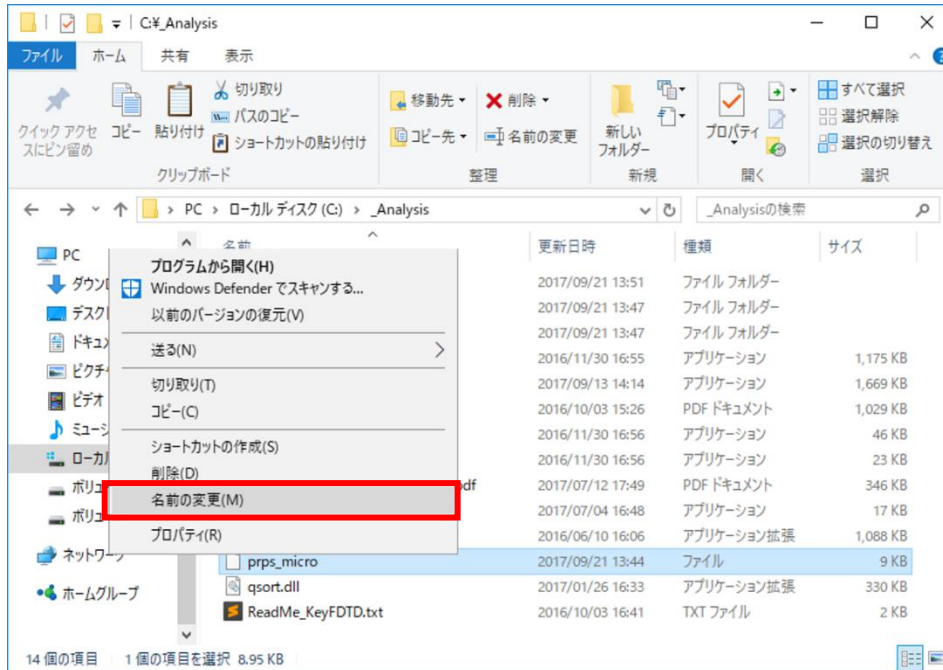 C:¥_Analysis
ファイル ホーム 共有 表示
クイック アクセスにピン留め
コピー
貼り付け
切り取り
パスのコピー
ショートカットの貼り付け
クリップボード
移動先
コピー先
削除
名前の変更
整理
新しい
フォルダー
新規
プロパティ
開く
すべて選択
選択解除
選択の切り替え
選択
PC › ローカル ディスク (C:) › _Analysis
_Analysisの検索
名前 更新日時 種類 サイズ
PC
ドキュ
ピクチ
ビデオ
ミュージ
ローカル
ボリュ
ボリュ
ネットワーク
ホームグループ
プログラムから開く(H)
Windows Defender でスキャンする...
以前のバージョンの復元(V)
送る(N)
切り取り(T)
コピー(C)
ショートカットの作成(S)
削除(D)
名前の変更(M)
プロパティ(R)
2017/09/21 13:51 ファイル フォルダー
2017/09/21 13:47 ファイル フォルダー
2017/09/21 13:47 ファイル フォルダー
2016/11/30 16:55 アプリケーション 1,175 KB
2017/09/13 14:14 アプリケーション 1,669 KB
2016/10/03 15:26 PDF ドキュメント 1,029 KB
2016/11/30 16:56 アプリケーション 46 KB
2016/11/30 16:56 アプリケーション 23 KB
df 2017/07/12 17:49 PDF ドキュメント 346 KB
2017/07/04 16:48 アプリケーション 17 KB
2016/06/10 16:06 アプリケーション拡張 1,088 KB
prps_micro 2017/09/21 13:44 ファイル 9 KB
qsort.dll 2017/01/26 16:33 アプリケーション拡張 330 KB
ReadMe_KeyFDTD.txt 2016/10/03 16:41 TXT ファイル 2 KB
14 個の項目 1 個の項目を選択 8.95 KB